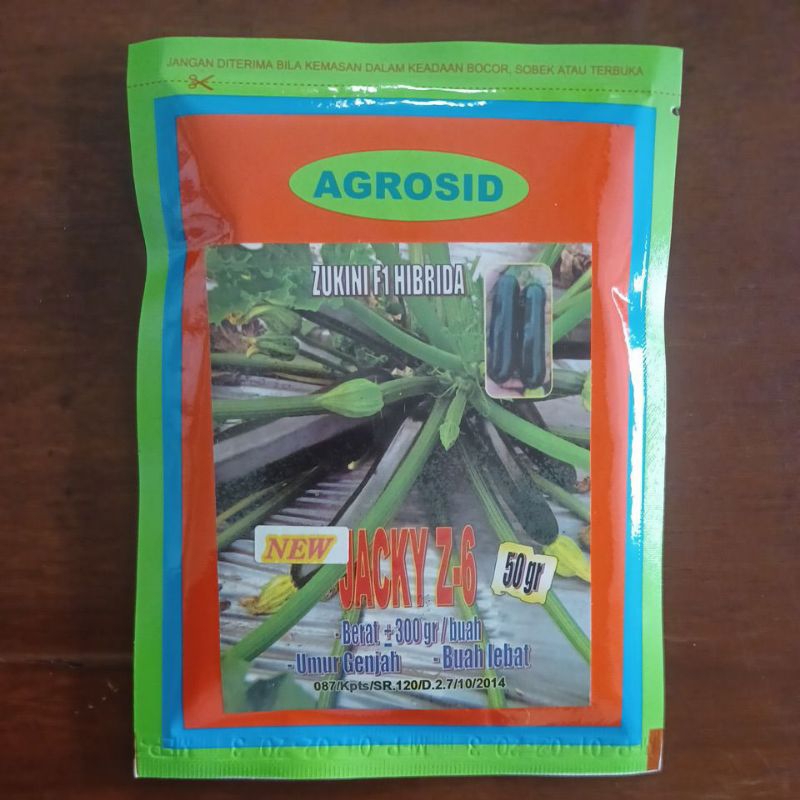 JANGAN DITERIMA BILA KEMASAN DALAM KEADAAN BOCOR, SOBEK ATAU TERBUKA
AGROSID
ZUKINI F1 HIBRIDA
NEW JACKY Z-6
50 gr
-Berat ± 300 gr / buah
-Umur Genjah -Buah lebat
087/Kpts/SR.120/D.2.7/10/2014